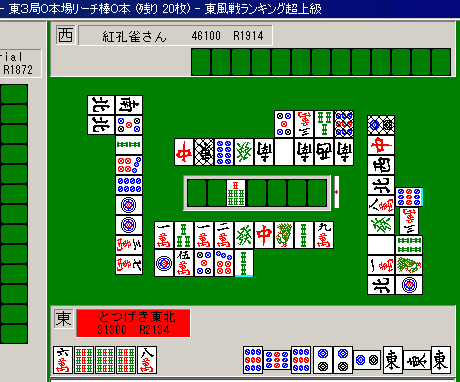 - 東3局0本場リーチ棒0本 (残り 20枚) - 東風戦ランキング超上級
rial
R1872
西
紅孔雀さん 46100 R1914
東
とつげき東北
31300 R2134